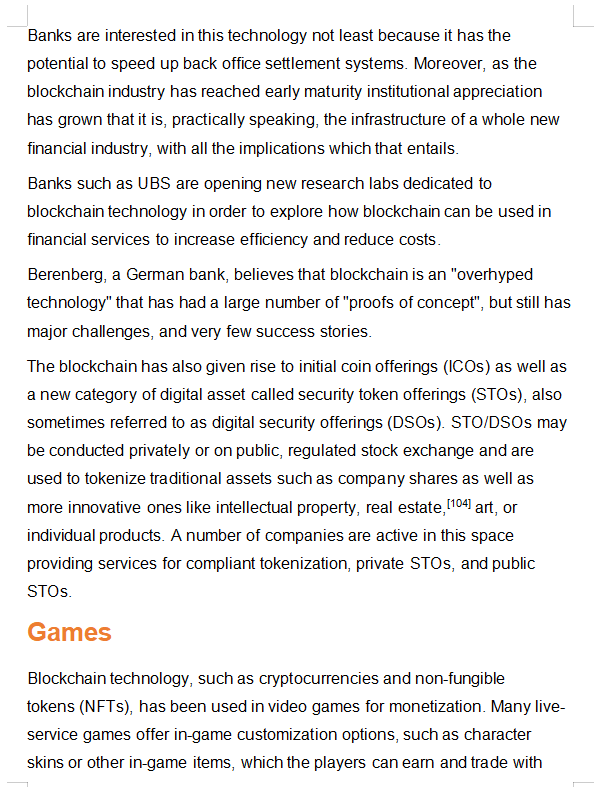 Banks are interested in this technology not least because it has the
potential to speed up back office settlement systems. Moreover, as the
blockchain industry has reached early maturity institutional appreciation
has grown that it is, practically speaking, the infrastructure of a whole new
financial industry, with all the implications which that entails.
Banks such as UBS are opening new research labs dedicated to
blockchain technology in order to explore how blockchain can be used in
financial services to increase efficiency and reduce costs.
Berenberg, a German bank, believes that blockchain is an "overhyped
technology" that has had a large number of "proofs of concept", but still has
major challenges, and very few success stories.
The blockchain has also given rise to initial coin offerings (ICOs) as well as
a new category of digital asset called security token offerings (STOs), also
sometimes referred to as digital security offerings (DSOs). STO/DSOs may
be conducted privately or on public, regulated stock exchange and are
used to tokenize traditional assets such as company shares as well as
more innovative ones like intellectual property, real estate,[104] art, or
individual products. A number of companies are active in this space
providing services for compliant tokenization, private STOs, and public
STOs.
Games
Blockchain technology, such as cryptocurrencies and non-fungible
tokens (NFTs), has been used in video games for monetization. Many live-
service games offer in-game customization options, such as character
skins or other in-game items, which the players can earn and trade with